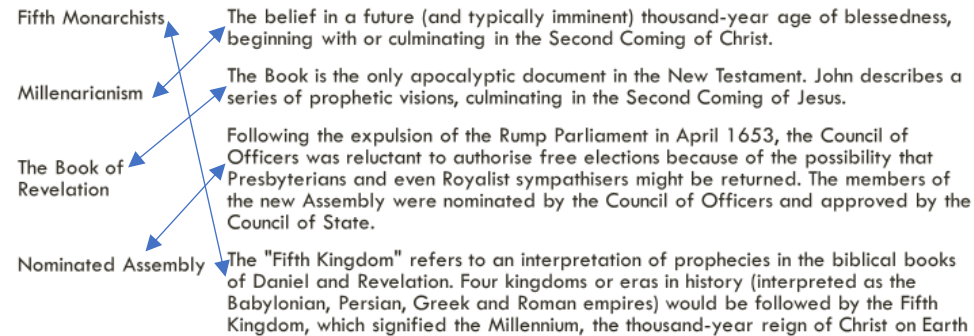 Fifth Monarchists
The belief in a future (and typically imminent) thousand-year age of blessedness,
beginning with or culminating in the Second Coming of Christ.
Millenarianism
The Book is the only apocalyptic document in the New Testament. John describes a
series of prophetic visions, culminating in the Second Coming of Jesus.
The Book of
Revelation
Following the expulsion of the Rump Parliament in April 1653, the Council of
Officers was reluctant to authorise free elections because of the possibility that
Presbyterians and even Royalist sympathisers might be returned. The members of
the new Assembly were nominated by the Council of Officers and approved by the
Council of State.
Nominated Assembly
The "Fifth Kingdom" refers to an interpretation of prophecies in the biblical books
of Daniel and Revelation. Four kingdoms or eras in history (interpreted as the
Babylonian, Persian, Greek and Roman empires) would be followed by the Fifth
Kingdom, which signified the Millennium, the thousand-year reign of Christ on Earth